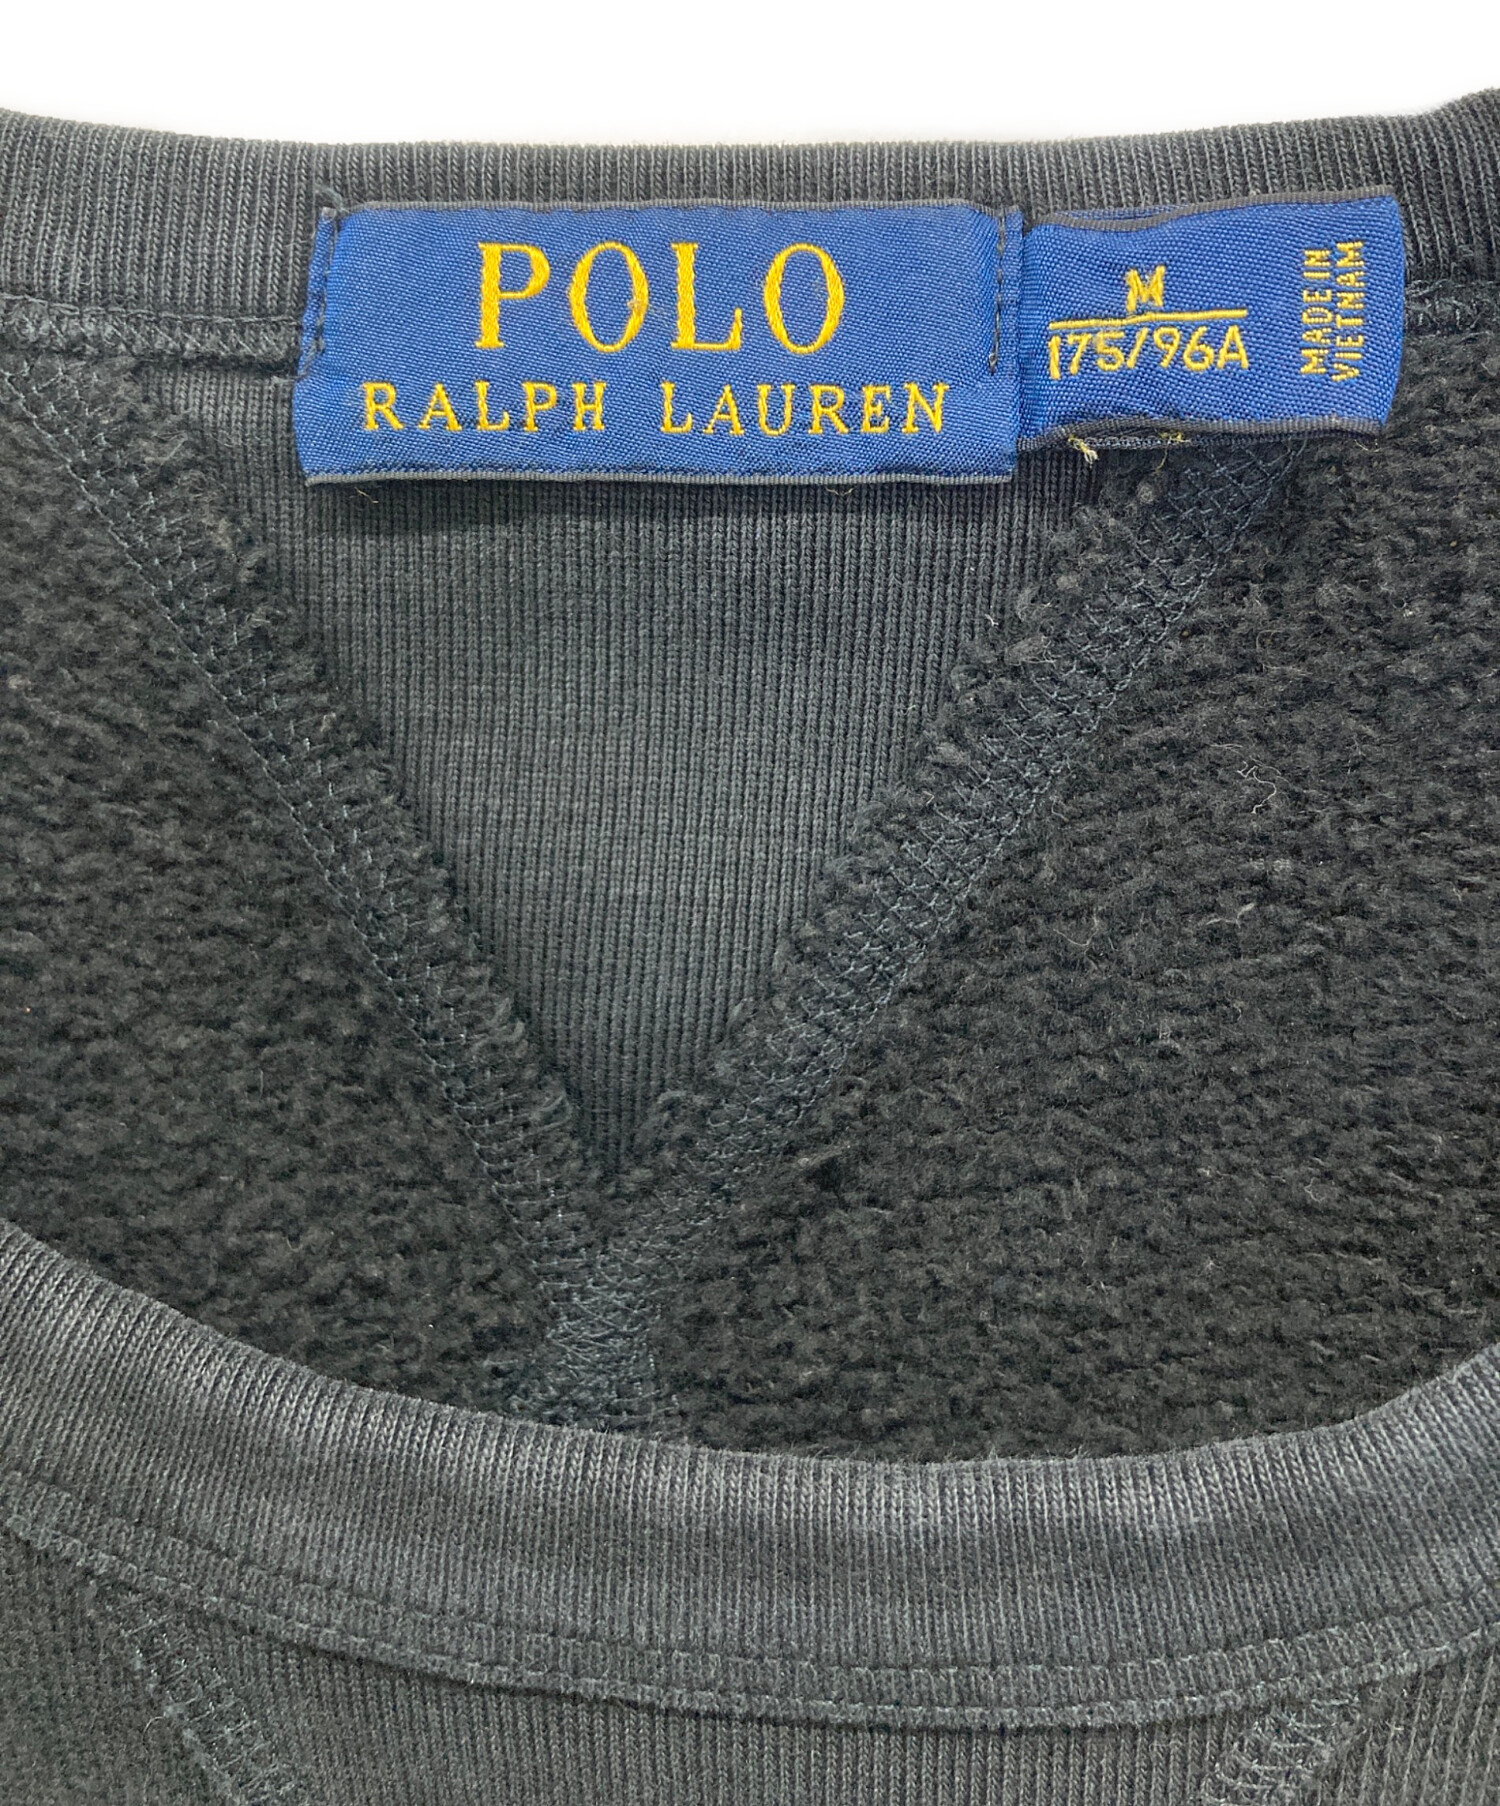 POLO
RALPH LAUREN
M
175/96A
MADE IN
VIETNAM